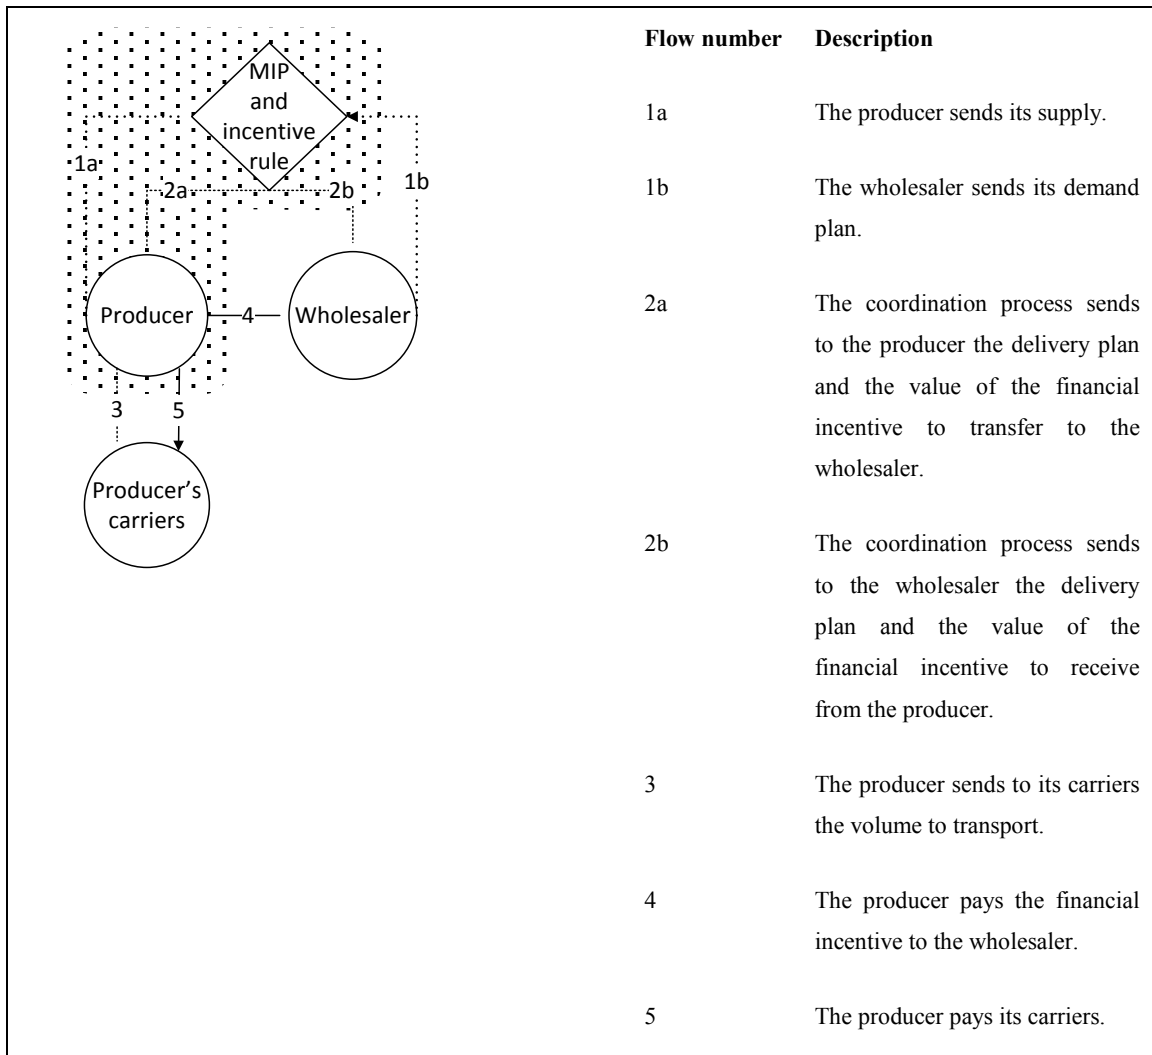 MIP
and
incentive
rule
1a
2a
2b
1b
Producer
4
Wholesaler
3
5
Producer's
carriers
Flow number Description
1a The producer sends its supply.
1b The wholesaler sends its demand
plan.
2a The coordination process sends
to the producer the delivery plan
and the value of the financial
incentive to transfer to the
wholesaler.
2b The coordination process sends
to the wholesaler the delivery
plan and the value of the
financial incentive to receive
from the producer.
3 The producer sends to its carriers
the volume to transport.
4 The producer pays the financial
incentive to the wholesaler.
5 The producer pays its carriers.